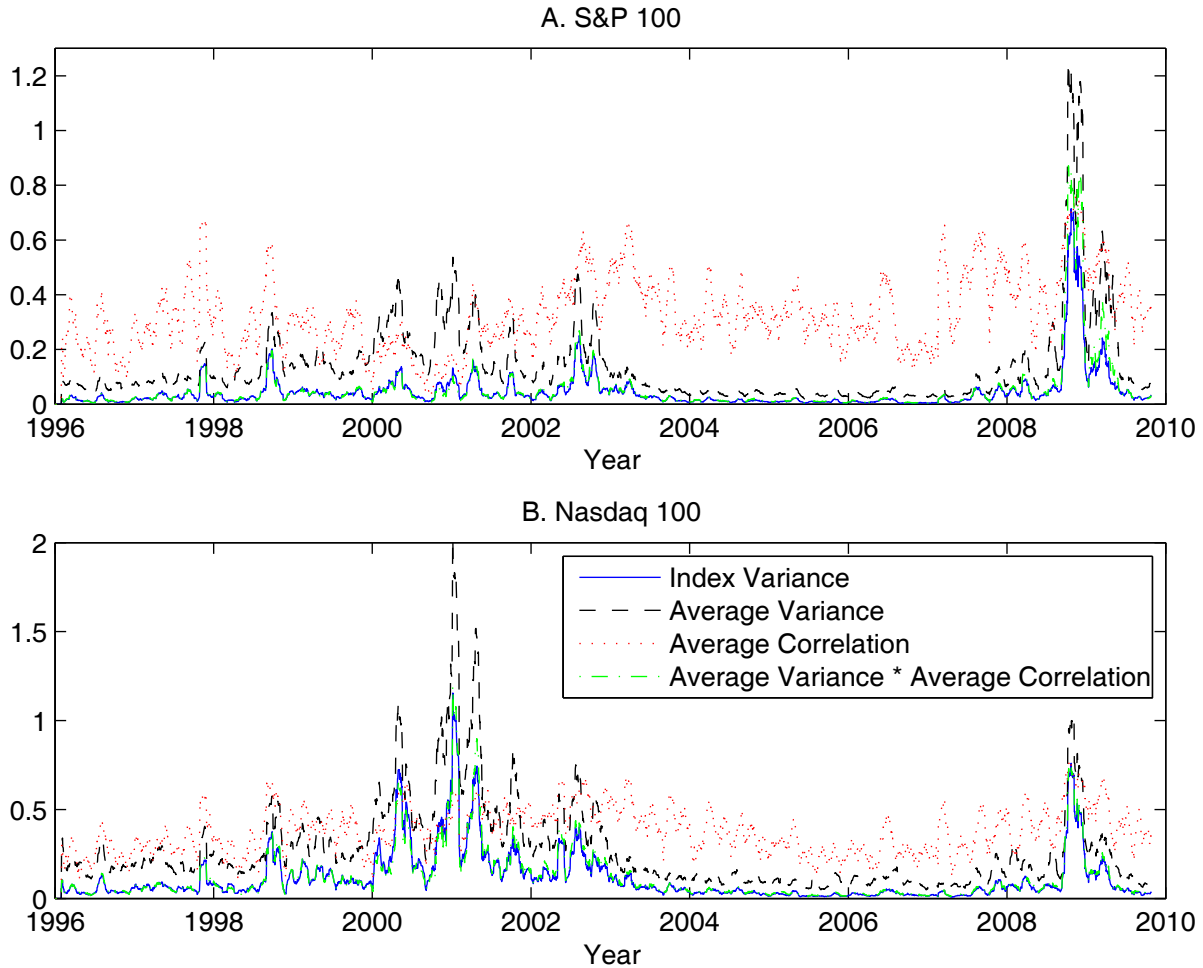 A. S&P 100
1.2
1
0.8
0.6
0.4
0.2
0
1996 1998 2000 2002 2004 2006 2008 2010
Year
B. Nasdaq 100
2
1.5
1
0.5
0
Index Variance
Average Variance
Average Correlation
Average Variance * Average Correlation
1996 1998 2000 2002 2004 2006 2008 2010
Year